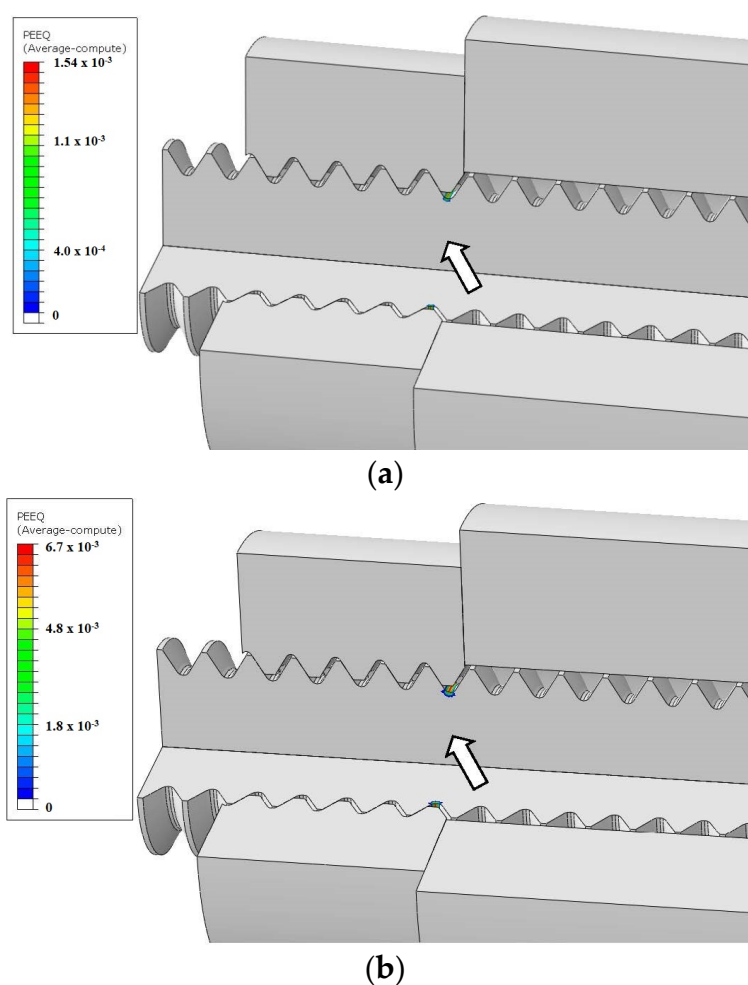 PEEQ
(Average-compute)
1.54 x 10⁻³
1.1 x 10⁻³
4.0 x 10⁻⁴
0
(a)
PEEQ
(Average-compute)
6.7 x 10⁻³
4.8 x 10⁻³
1.8 x 10⁻³
0
(b)